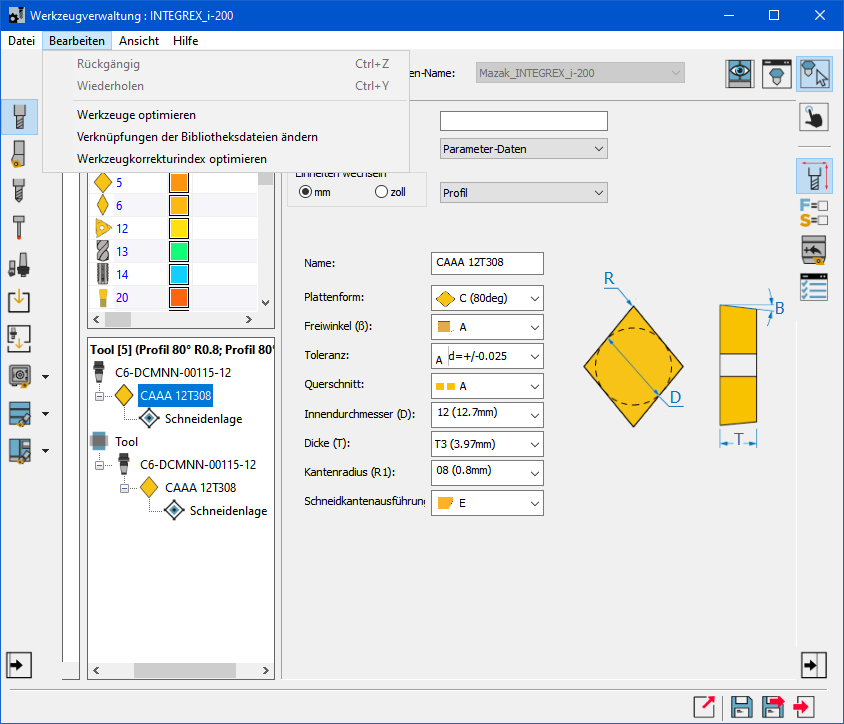 Werkzeugverwaltung : INTEGREX_i-200
Datei Bearbeiten Ansicht Hilfe
Rückgängig Ctrl+Z
Wiederholen Ctrl+Y
Werkzeuge optimieren
Verknüpfungen der Bibliotheksdateien ändern
Werkzeugkorrekturindex optimieren
en-Name: Mazak_INTEGREX_i-200
Parameter-Daten
Einheiten wechseln
mm zoll
Profil
5
6
12
13
14
20
Tool [5] (Profil 80° R0.8; Profil 80°
C6-DCMNN-00115-12
CAAA 12T308
Schneidenlage
Tool
C6-DCMNN-00115-12
CAAA 12T308
Schneidenlage
Name: CAAA 12T308
Plattenform: C (80deg)
Freiwinkel (ß): A
Toleranz: A d=+/-0.025
Querschnitt: A
Innendurchmesser (D): 12 (12.7mm)
Dicke (T): T3 (3.97mm)
Kantenradius (R1): 08 (0.8mm)
Schneidkantenausführung E
R
D
B
T
F=
S=